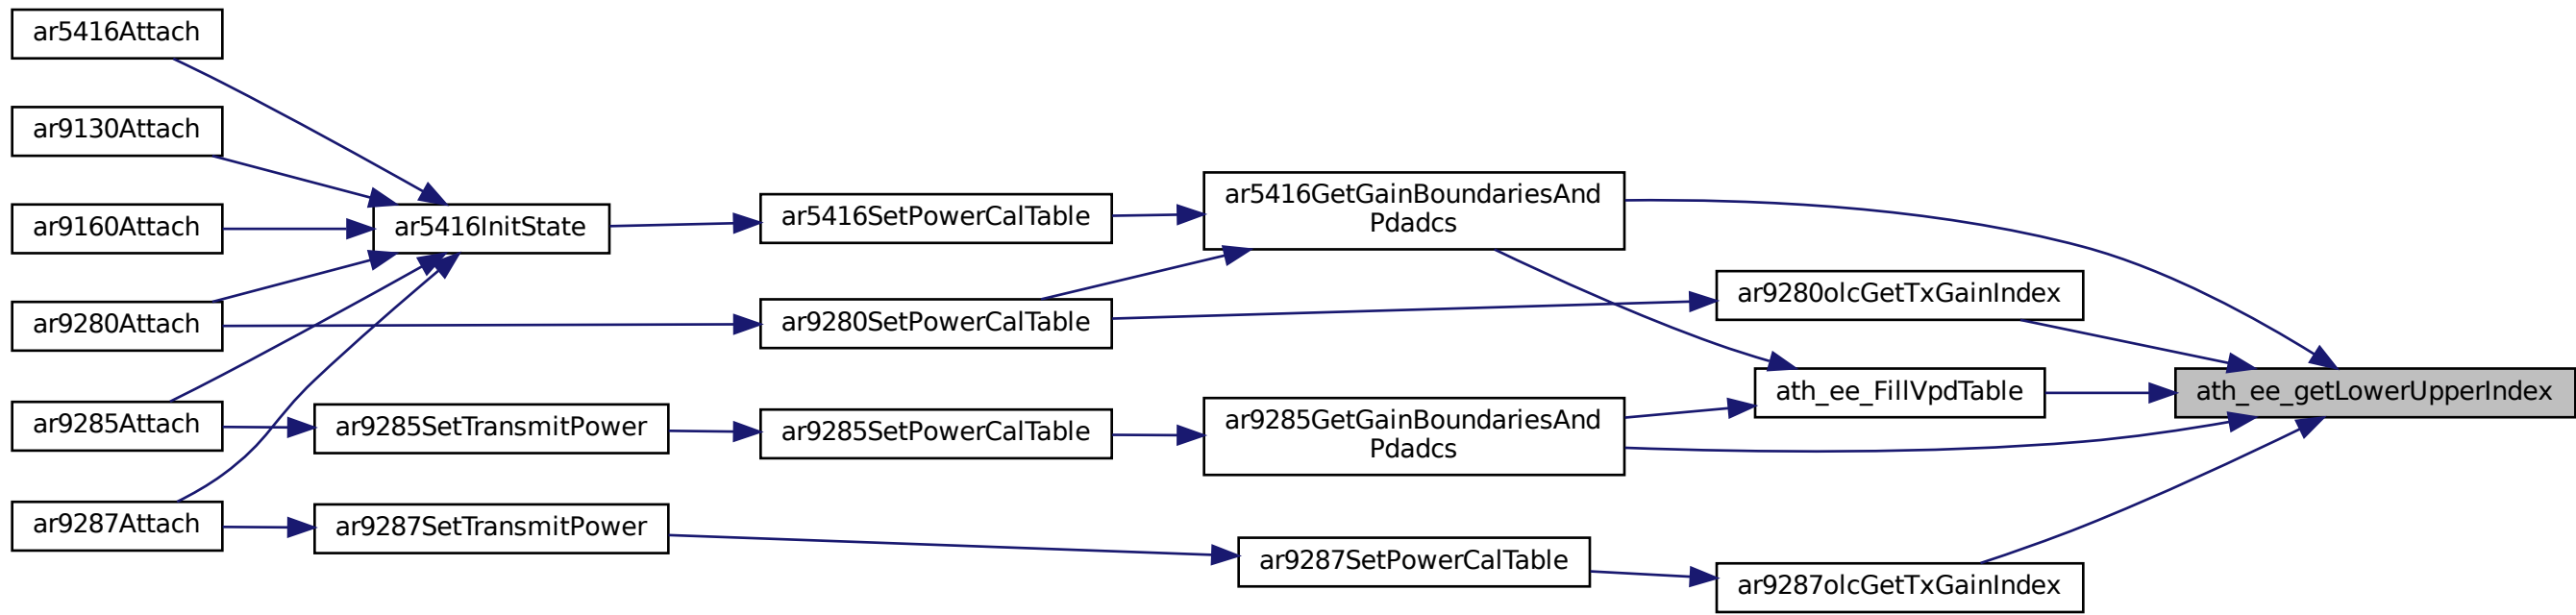 ar5416Attach
ar9130Attach
ar9160Attach
ar9280Attach
ar9285Attach
ar9287Attach
ar5416InitState
ar9285SetTransmitPower
ar9287SetTransmitPower
ar5416SetPowerCalTable
ar9280SetPowerCalTable
ar9285SetPowerCalTable
ar5416GetGainBoundariesAnd
Pdadcs
ar9285GetGainBoundariesAnd
Pdadcs
ar9287SetPowerCalTable
ar9280olcGetTxGainIndex
ath_ee_FillVpdTable
ar9287olcGetTxGainIndex
ath_ee_getLowerUpperIndex